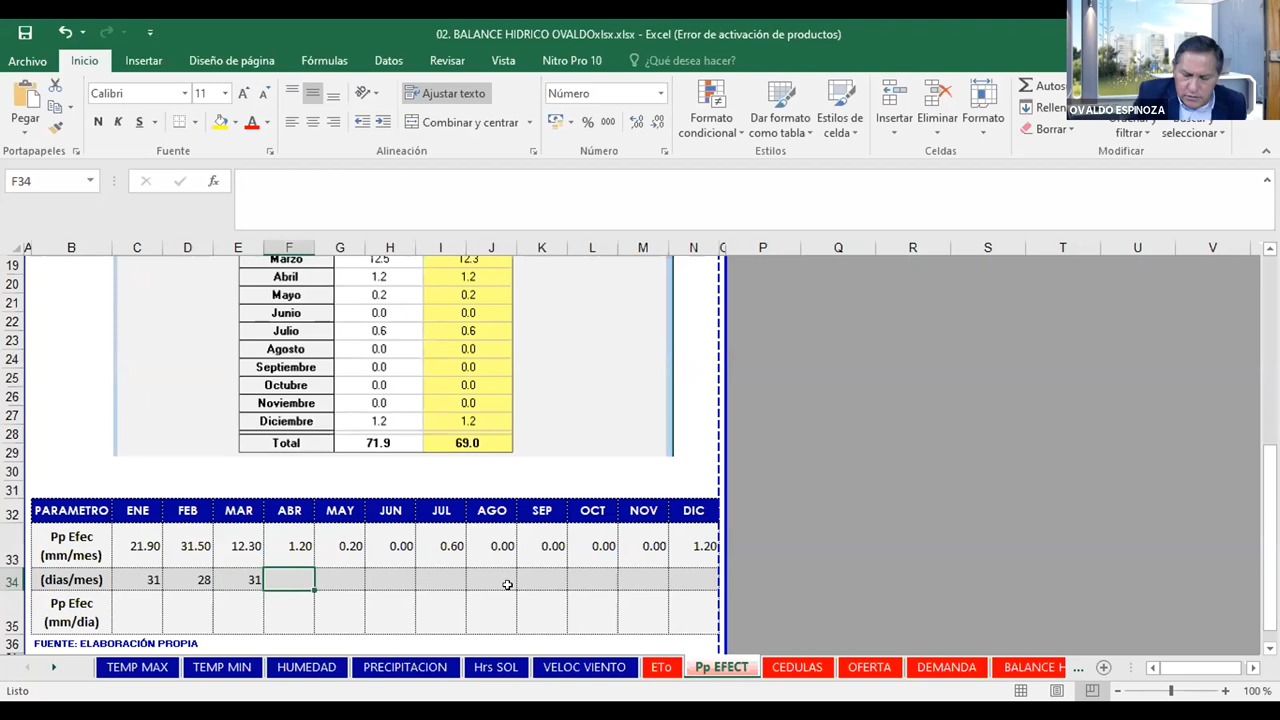 02. BALANCE HIDRICO OVALDOxlsx.xlsx - Excel (Error de activación de productos)
Archivo Inicio Insertar Diseño de página Fórmulas Datos Revisar Vista Nitro Pro 10 ¿Qué desea hacer?
OVALDO ESPINOZA
Pegar
Calibri 11
N K S
Ajustar texto
Combinar y centrar
Número
% 000
Formato condicional
Dar formato como tabla
Estilos de celda
Insertar Eliminar Formato
Autos
Rellen
Borrar
Ordenar y filtrar
Buscar y seleccionar
Portapapeles Fuente Alineación Número Estilos Celdas Modificar
F34 fx
A B C D E F G H I J K L M N P Q R S T U V
19 Marzo 12.5 12.3
20 Abril 1.2 1.2
21 Mayo 0.2 0.2
22 Junio 0.0 0.0
23 Julio 0.6 0.6
24 Agosto 0.0 0.0
25 Septiembre 0.0 0.0
26 Octubre 0.0 0.0
27 Noviembre 0.0 0.0
28 Diciembre 1.2 1.2
29 Total 71.9 69.0
30
31
32 PARAMETRO ENE FEB MAR ABR MAY JUN JUL AGO SEP OCT NOV DIC
33 Pp Efec (mm/mes) 21.90 31.50 12.30 1.20 0.20 0.00 0.60 0.00 0.00 0.00 0.00 1.20
34 (dias/mes) 31 28 31
35 Pp Efec (mm/dia)
36 FUENTE: ELABORACIÓN PROPIA
TEMP MAX TEMP MIN HUMEDAD PRECIPITACION Hrs SOL VELOC VIENTO ETo Pp EFECT CEDULAS OFERTA DEMANDA BALANCE H ...
Listo 100 %